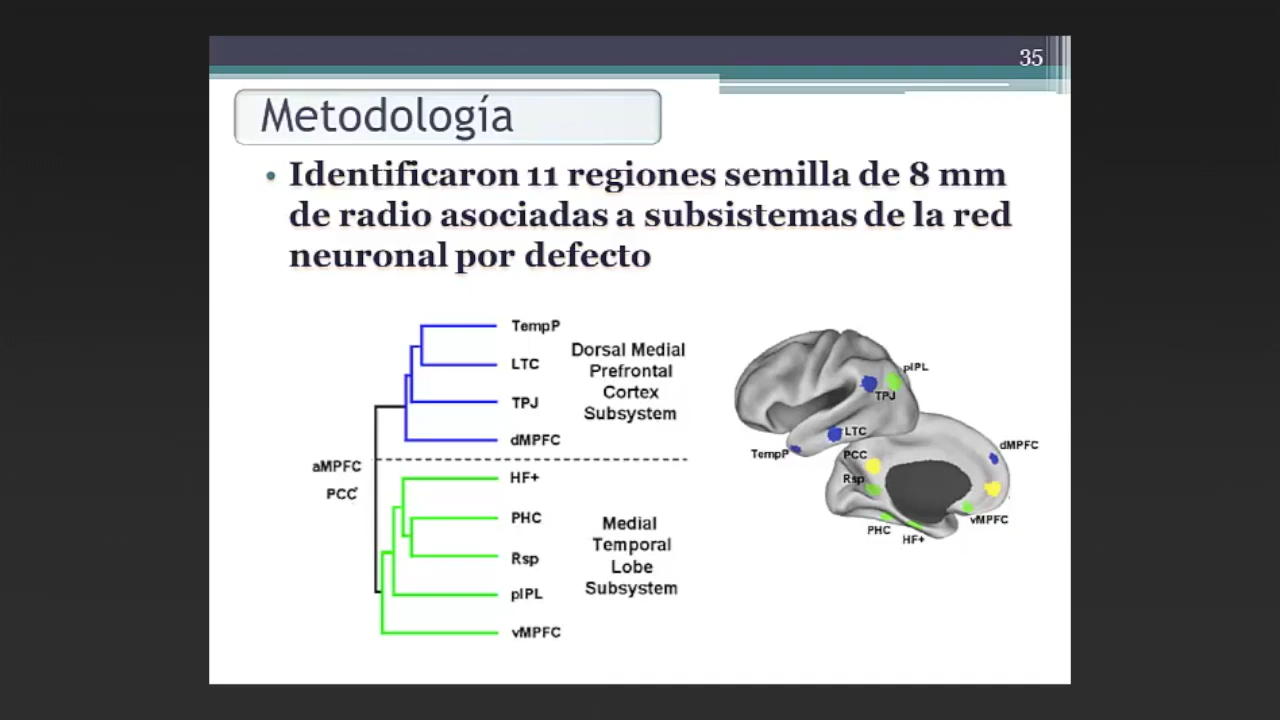 35
Metodología
• Identificaron 11 regiones semilla de 8 mm
de radio asociadas a subsistemas de la red
neuronal por defecto
TempP
LTC
TPJ
dMPFC
Dorsal Medial
Prefrontal
Cortex
Subsystem
aMPFC
PCC
HF+
PHC
Rsp
pIPL
vMPFC
Medial
Temporal
Lobe
Subsystem
pIPL
TPJ
LTC
TempP
PCC
dMPFC
Rsp
vMPFC
PHC
HF+